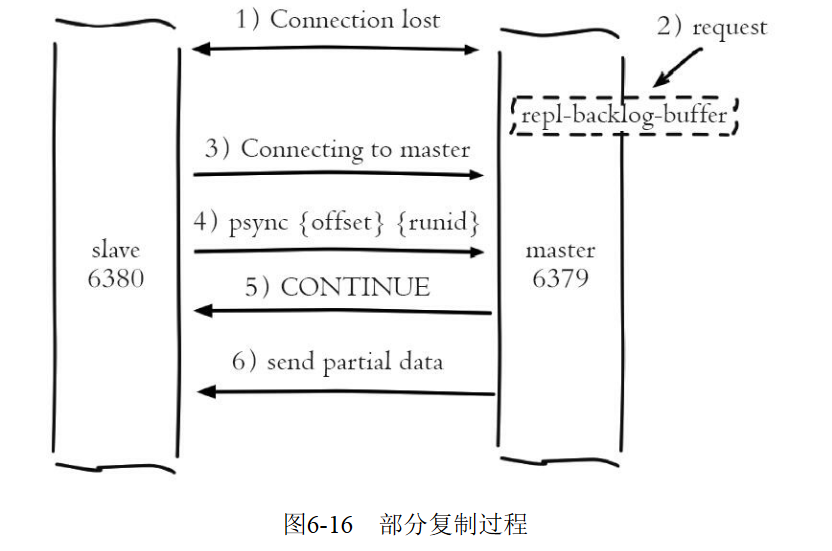 1）Connection lost
2）request
repl-backlog-buffer
3）Connecting to master
4）psync {offset} {runid}
slave
6380
master
6379
5）CONTINUE
6）send partial data
图6-16 部分复制过程